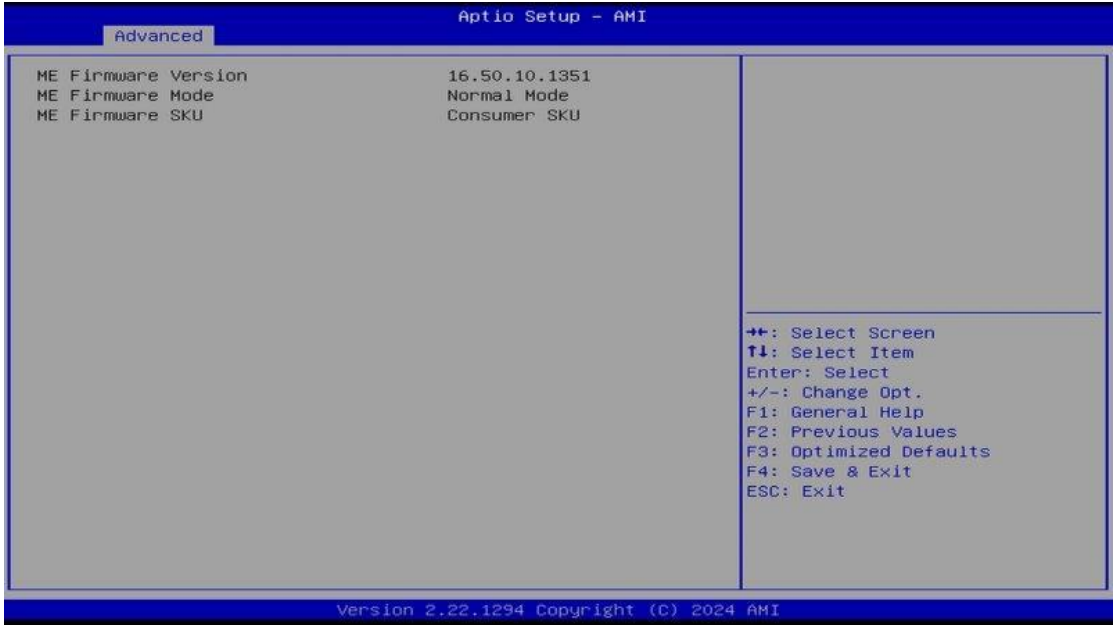 Aptio Setup - AMI
Advanced
ME Firmware Version 16.50.10.1351
ME Firmware Mode Normal Mode
ME Firmware SKU Consumer SKU
→←: Select Screen
↑↓: Select Item
Enter: Select
+/-: Change Opt.
F1: General Help
F2: Previous Values
F3: Optimized Defaults
F4: Save & Exit
ESC: Exit
Version 2.22.1294 Copyright (C) 2024 AMI